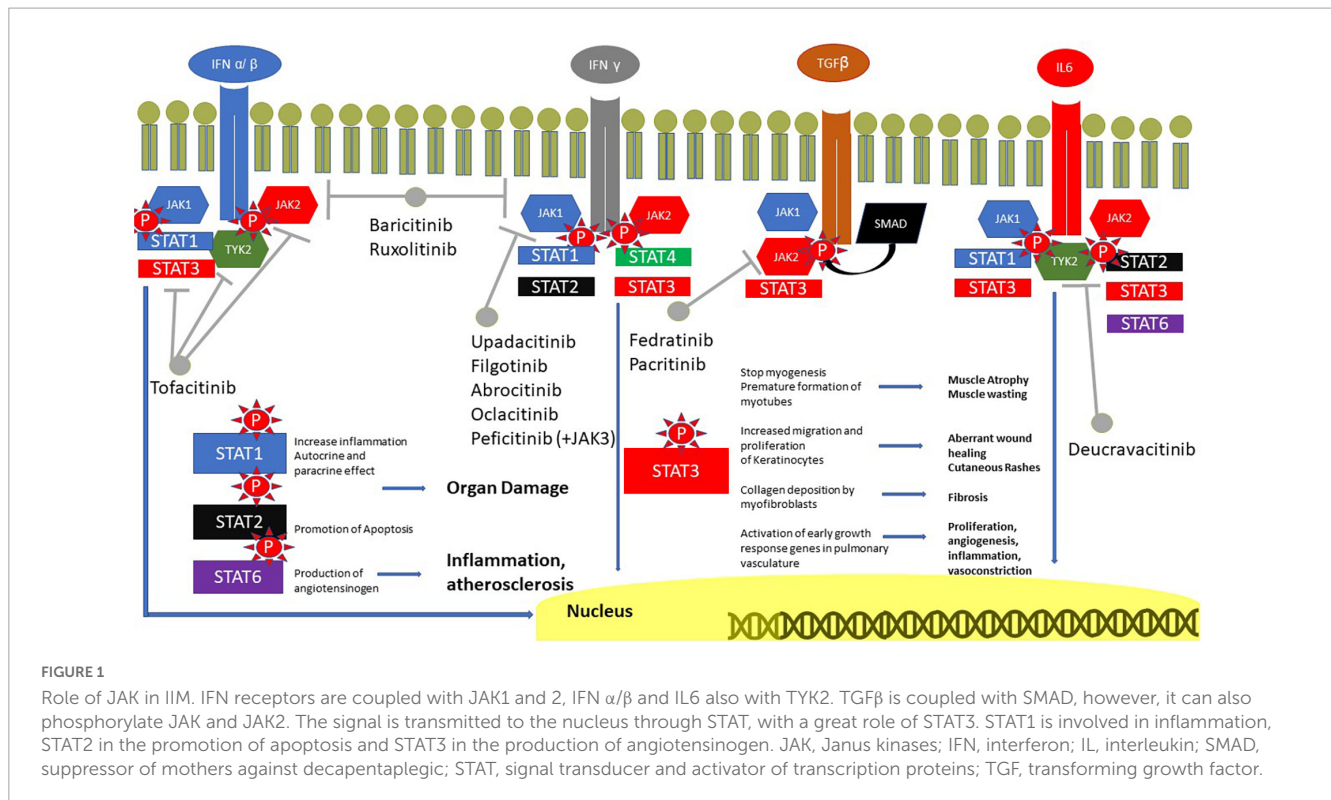 IFN α/ β
IFN γ
TGFβ
IL6
JAK1
JAK2
P
P
STAT1
TYK2
STAT3
Baricitinib
Ruxolitinib
Tofacitinib
JAK1
JAK2
P
P
STAT1
STAT4
STAT2
STAT3
Upadacitinib
Filgotinib
Abrocitinib
Oclacitinib
Peficitinib (+JAK3)
JAK1
SMAD
JAK2
P
STAT3
Fedratinib
Pacritinib
JAK1
JAK2
P
P
STAT1
TYK2
STAT2
STAT3
STAT3
STAT6
Deucravacitinib
P
STAT1
Increase inflammation
Autocrine and
paracrine effect
Organ Damage
P
STAT2
Promotion of Apoptosis
P
STAT6
Production of
angiotensinogen
Inflammation,
atherosclerosis
P
STAT3
Stop myogenesis
Premature formation of
myotubes
Muscle Atrophy
Muscle wasting
Increased migration and
proliferation
of Keratinocytes
Aberrant wound
healing
Cutaneous Rashes
Collagen deposition by
myofibroblasts
Fibrosis
Activation of early growth
response genes in pulmonary
vasculature
Proliferation,
angiogenesis,
inflammation,
vasoconstriction
Nucleus
FIGURE 1
Role of JAK in IIM. IFN receptors are coupled with JAK1 and 2, IFN α/β and IL6 also with TYK2. TGFβ is coupled with SMAD, however, it can also
phosphorylate JAK and JAK2. The signal is transmitted to the nucleus through STAT, with a great role of STAT3. STAT1 is involved in inflammation,
STAT2 in the promotion of apoptosis and STAT3 in the production of angiotensinogen. JAK, Janus kinases; IFN, interferon; IL, interleukin; SMAD,
suppressor of mothers against decapentaplegic; STAT, signal transducer and activator of transcription proteins; TGF, transforming growth factor.